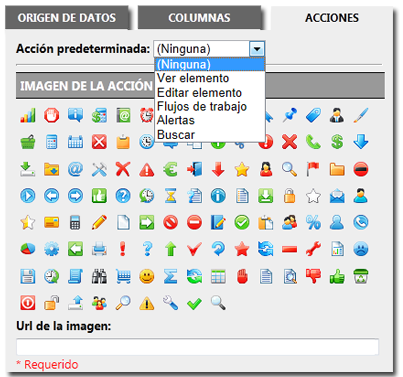 ORIGEN DE DATOS COLUMNAS ACCIONES
Acción predeterminada: (Ninguna)
(Ninguna)
Ver elemento
Editar elemento
Flujos de trabajo
Alertas
Buscar
IMAGEN DE LA ACCIÓN
Url de la imagen:
* Requerido